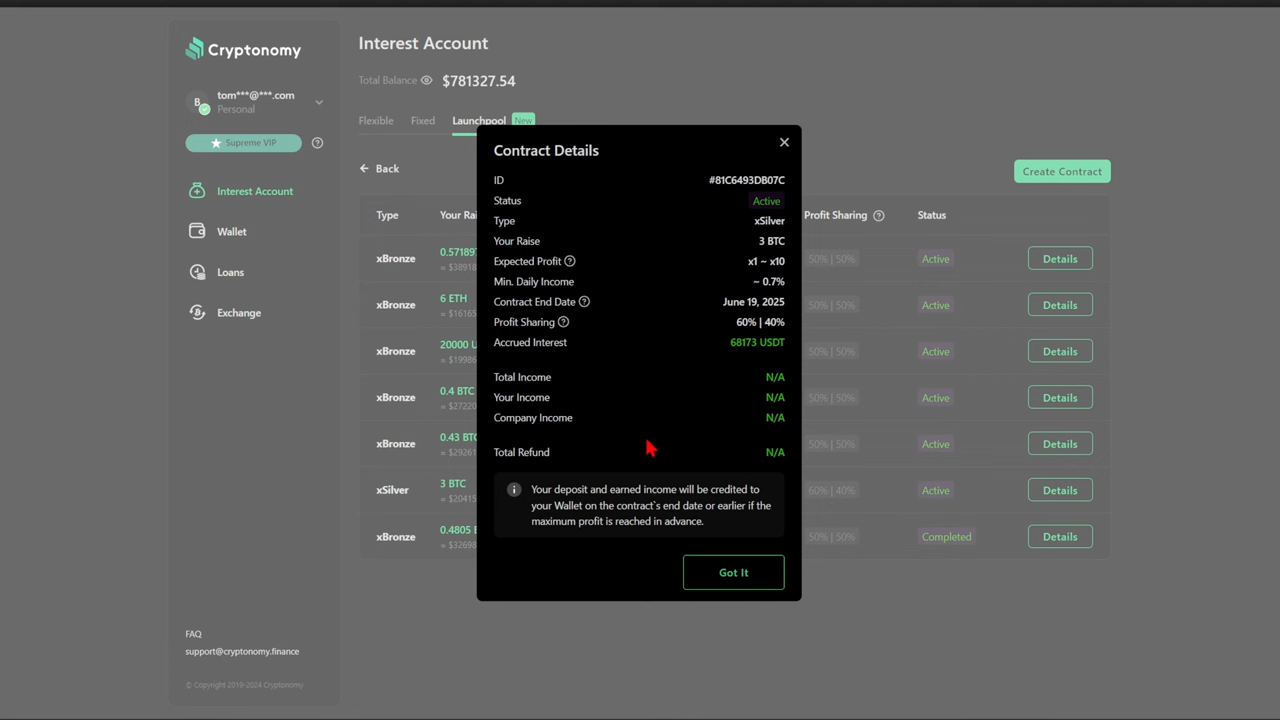 Cryptonomy
B
tom***@***.com
Personal
Supreme VIP
Interest Account
Wallet
Loans
Exchange
FAQ
support@cryptonomy.finance
© Copyright 2019-2024 Cryptonomy
Interest Account
Total Balance $781327.54
Flexible Fixed Launchpool New
Back
Create Contract
Type Profit Sharing Status
xBronze 50% | 50% Active Details
xBronze 6 ETH 50% | 50% Active Details
xBronze 50% | 50% Active Details
xBronze 0.4 BTC 50% | 50% Active Details
xBronze 50% | 50% Active Details
xSilver 3 BTC 60% | 40% Active Details
xBronze 50% | 50% Completed Details
Contract Details
ID #81C6493DB07C
Status Active
Type xSilver
Your Raise 3 BTC
Expected Profit x1 ~ x10
Min. Daily Income ~ 0.7%
Contract End Date June 19, 2025
Profit Sharing 60% | 40%
Accrued Interest 68173 USDT
Total Income N/A
Your Income N/A
Company Income N/A
Total Refund N/A
Your deposit and earned income will be credited to
your Wallet on the contract`s end date or earlier if the
maximum profit is reached in advance.
Got It